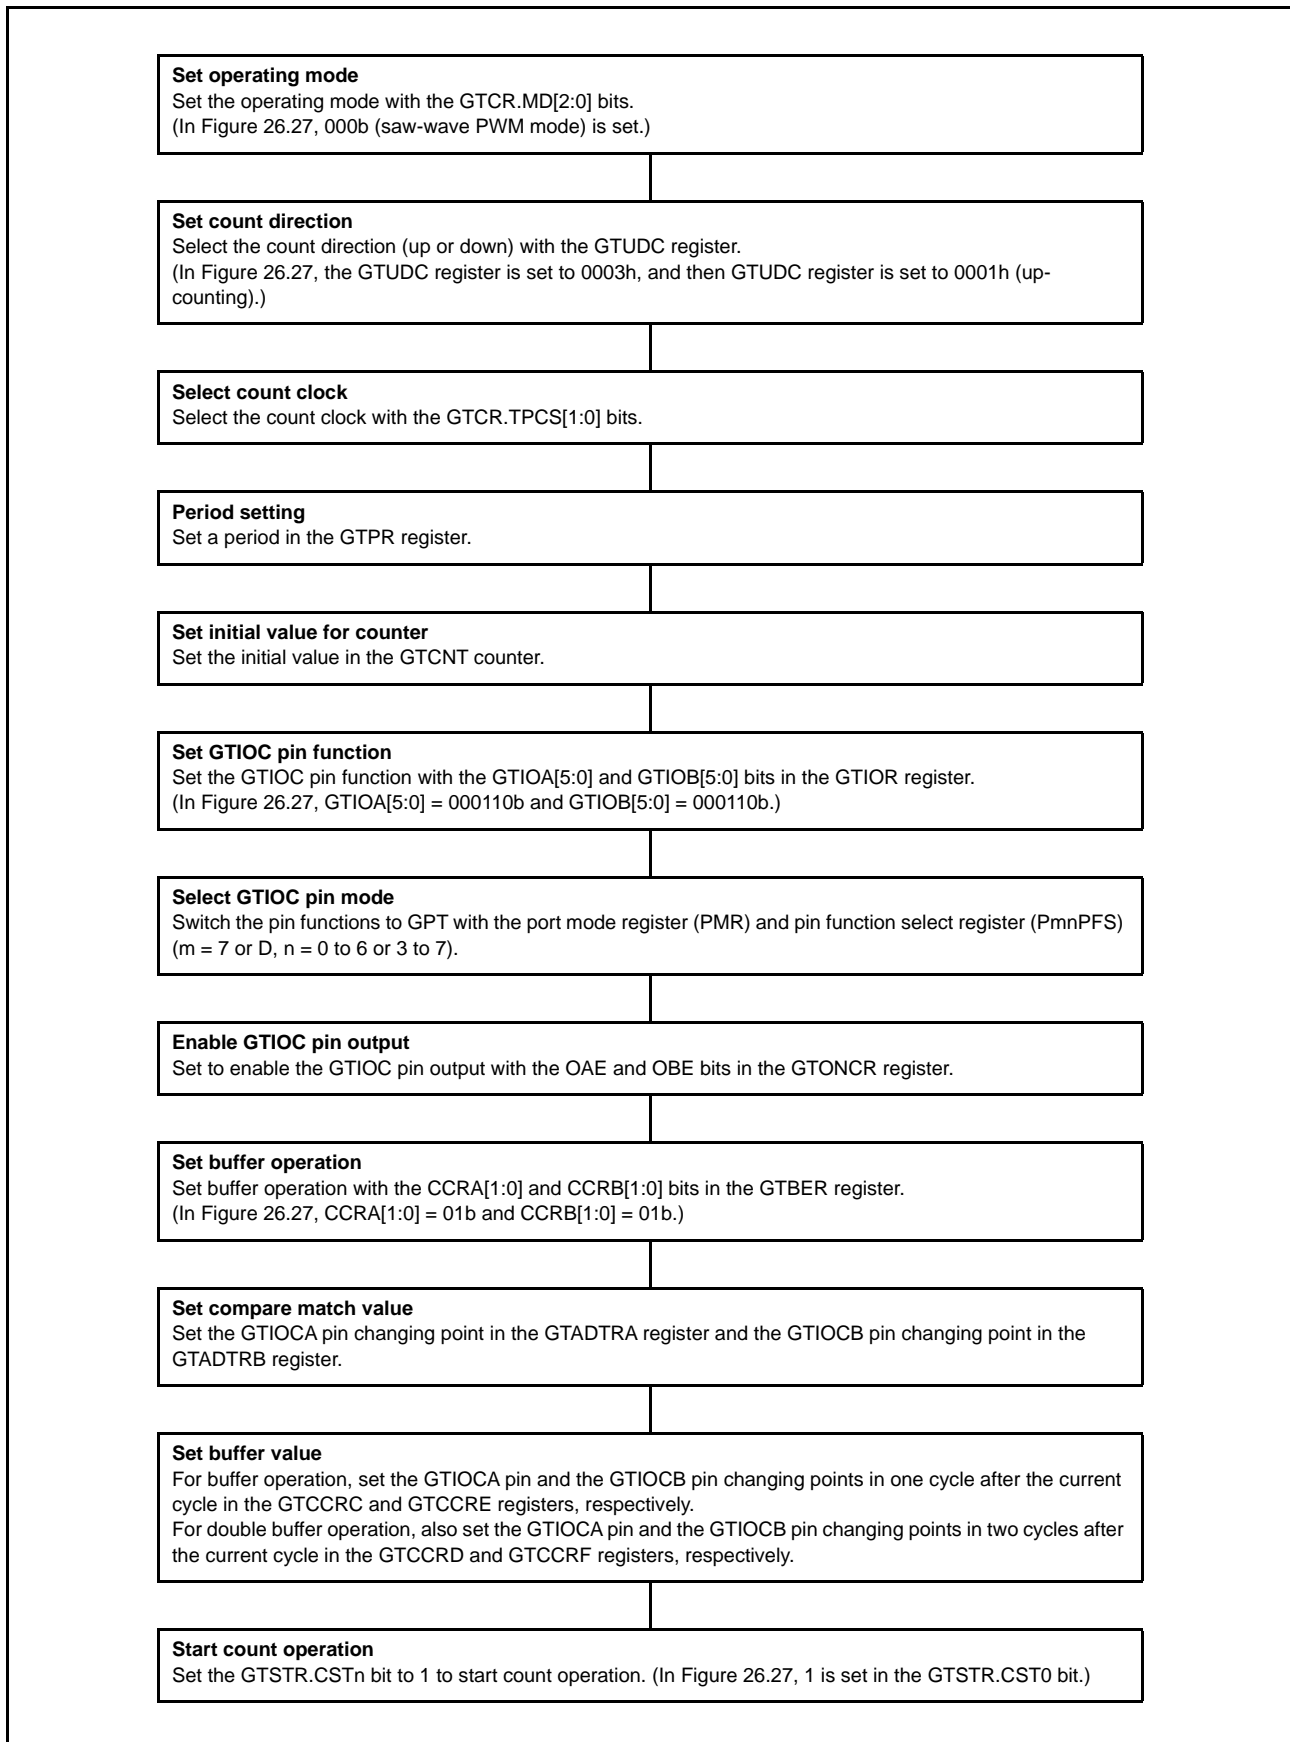 Set operating mode
Set the operating mode with the GTCR.MD[2:0] bits.
(In Figure 26.27, 000b (saw-wave PWM mode) is set.)
Set count direction
Select the count direction (up or down) with the GTUDC register.
(In Figure 26.27, the GTUDC register is set to 0003h, and then GTUDC register is set to 0001h (up-
counting).)
Select count clock
Select the count clock with the GTCR.TPCS[1:0] bits.
Period setting
Set a period in the GTPR register.
Set initial value for counter
Set the initial value in the GTCNT counter.
Set GTIOC pin function
Set the GTIOC pin function with the GTIOA[5:0] and GTIOB[5:0] bits in the GTIOR register.
(In Figure 26.27, GTIOA[5:0] = 000110b and GTIOB[5:0] = 000110b.)
Select GTIOC pin mode
Switch the pin functions to GPT with the port mode register (PMR) and pin function select register (PmnPFS)
(m = 7 or D, n = 0 to 6 or 3 to 7).
Enable GTIOC pin output
Set to enable the GTIOC pin output with the OAE and OBE bits in the GTONCR register.
Set buffer operation
Set buffer operation with the CCRA[1:0] and CCRB[1:0] bits in the GTBER register.
(In Figure 26.27, CCRA[1:0] = 01b and CCRB[1:0] = 01b.)
Set compare match value
Set the GTIOCA pin changing point in the GTADTRA register and the GTIOCB pin changing point in the
GTADTRB register.
Set buffer value
For buffer operation, set the GTIOCA pin and the GTIOCB pin changing points in one cycle after the current
cycle in the GTCCRC and GTCCRE registers, respectively.
For double buffer operation, also set the GTIOCA pin and the GTIOCB pin changing points in two cycles after
the current cycle in the GTCCRD and GTCCRF registers, respectively.
Start count operation
Set the GTSTR.CSTn bit to 1 to start count operation. (In Figure 26.27, 1 is set in the GTSTR.CST0 bit.)